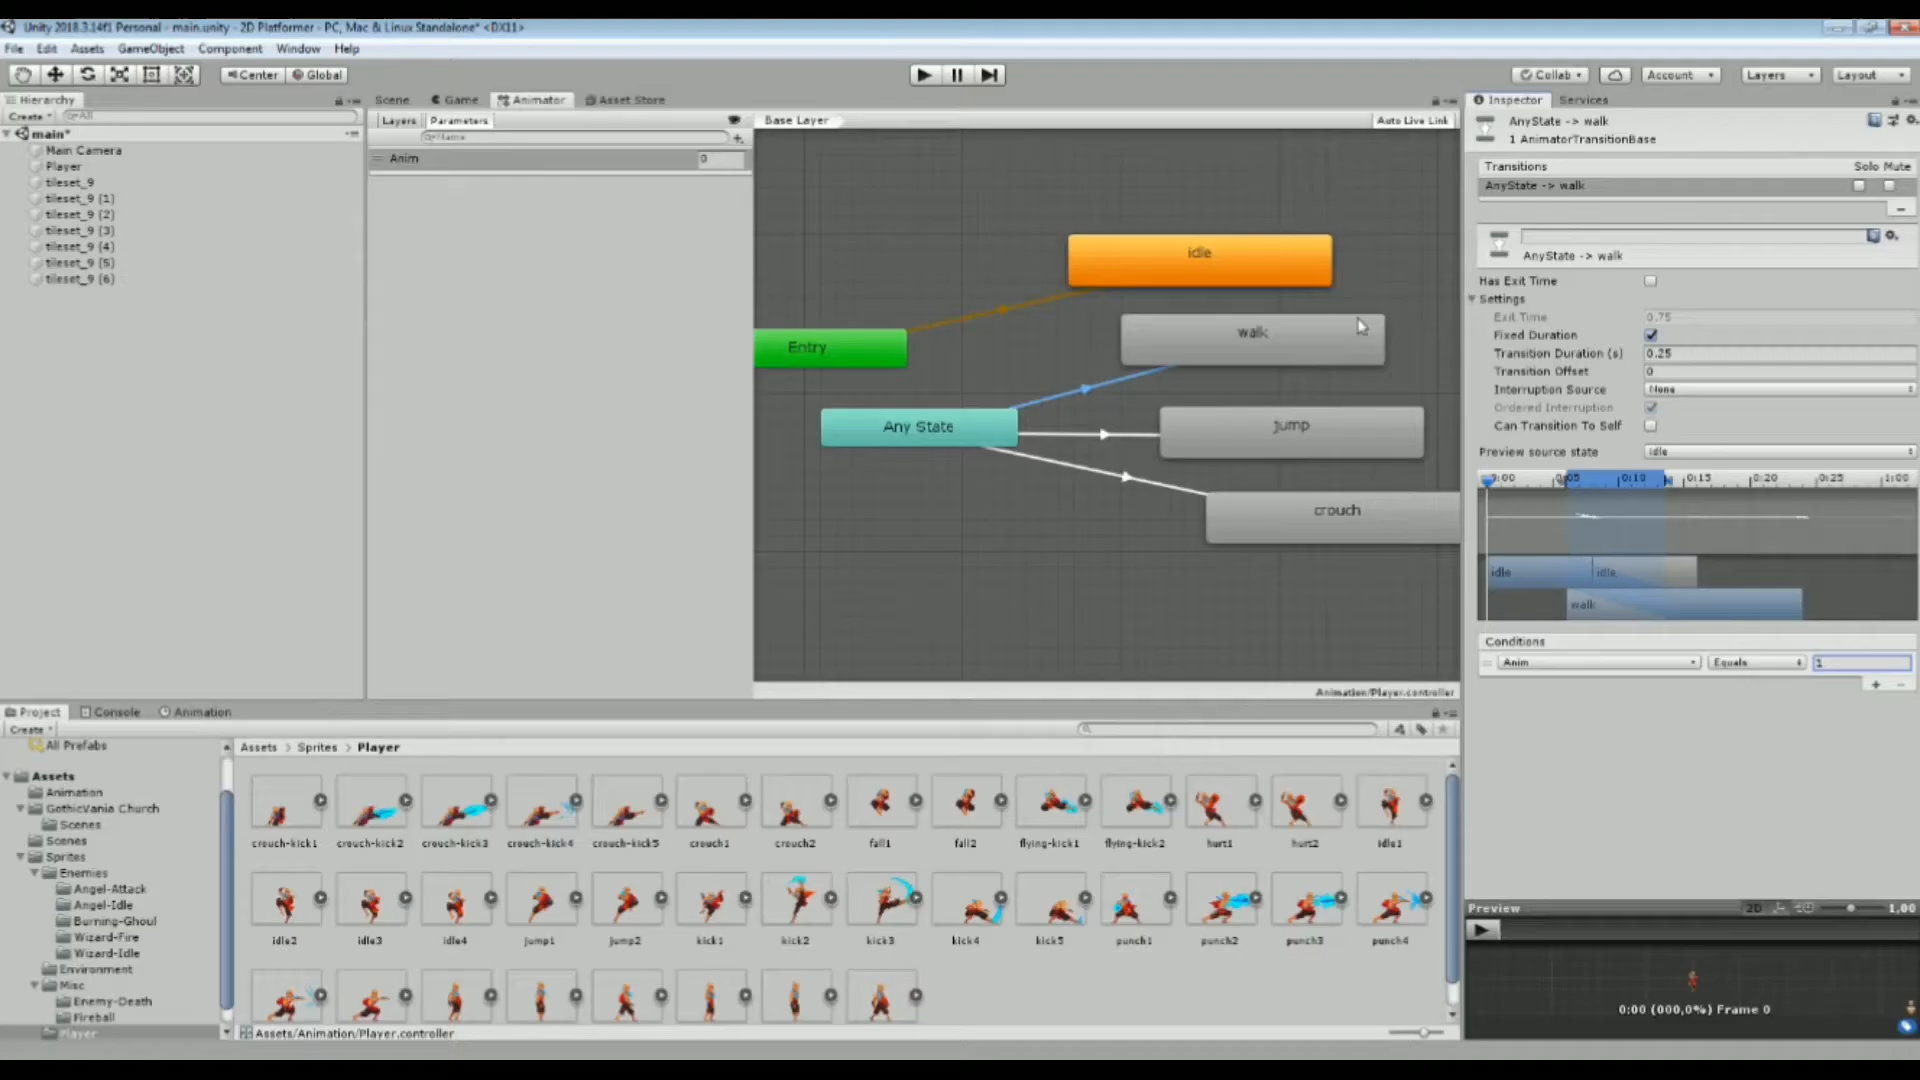 Unity 2018.3.14f1 Personal - main.unity - 2D Platformer - PC, Mac & Linux Standalone* <DX11>
File Edit Assets GameObject Component Window Help
Center Global
Collab Account Layers Layout
Hierarchy
Create All
main*
Main Camera
Player
tileset_9
tileset_9 (1)
tileset_9 (2)
tileset_9 (3)
tileset_9 (4)
tileset_9 (5)
tileset_9 (6)
Scene Game Animator Asset Store
Layers Parameters
Name
Anim 0
Base Layer Auto Live Link
idle
walk
Entry
Any State
jump
crouch
Animation/Player.controller
Inspector Services
AnyState -> walk
1 AnimatorTransitionBase
Transitions Solo Mute
AnyState -> walk
AnyState -> walk
Has Exit Time
Settings
Exit Time 0.75
Fixed Duration
Transition Duration (s) 0.25
Transition Offset 0
Interruption Source None
Ordered Interruption
Can Transition To Self
Preview source state idle
0:00 0:05 0:10 0:15 0:20 0:25 1:00
idle idle
walk
Conditions
Anim Equals 1
Preview 2D 1,00
0:00 (000,0%) Frame 0
Project Console Animation
Create
All Prefabs
Assets
Animation
GothicVania Church
Scenes
Scenes
Sprites
Enemies
Angel-Attack
Angel-Idle
Burning-Ghoul
Wizard-Fire
Wizard-Idle
Environment
Misc
Enemy-Death
Fireball
Player
Assets > Sprites > Player
crouch-kick1 crouch-kick2 crouch-kick3 crouch-kick4 crouch-kick5 crouch1 crouch2 fall1 fall2 flying-kick1 flying-kick2 hurt1 hurt2 idle1
idle2 idle3 idle4 jump1 jump2 kick1 kick2 kick3 kick4 kick5 punch1 punch2 punch3 punch4
Assets/Animation/Player.controller